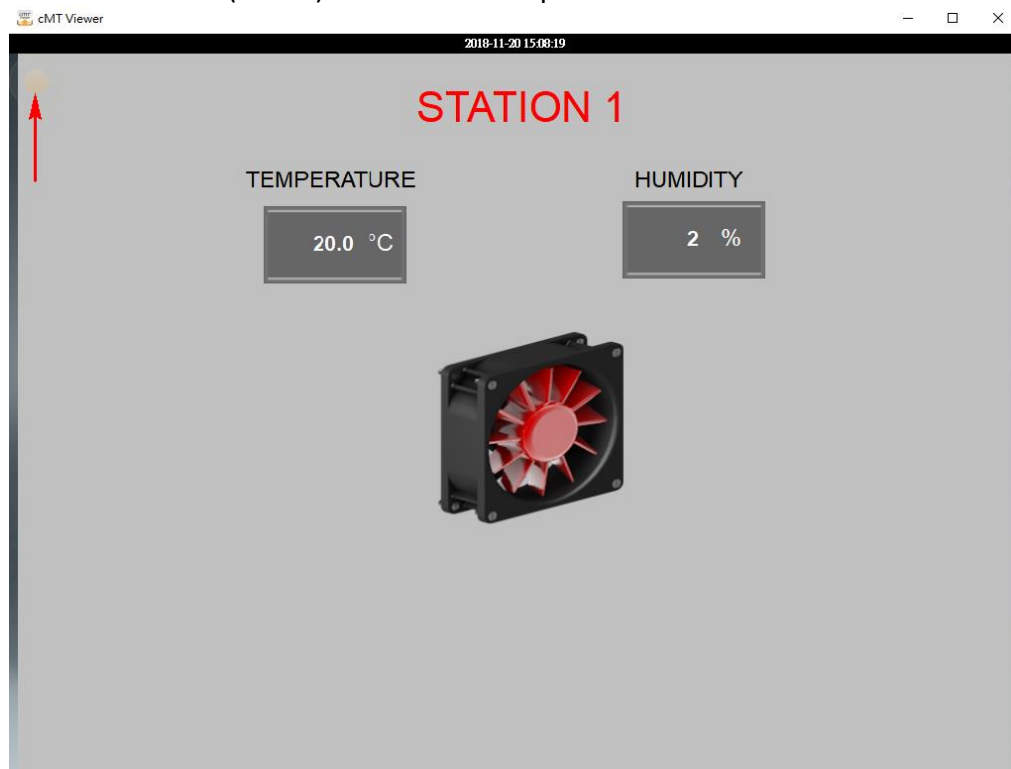 cMT Viewer
2018-11-20 15:08:19
STATION 1
TEMPERATURE
HUMIDITY
20.0 °C
2 %